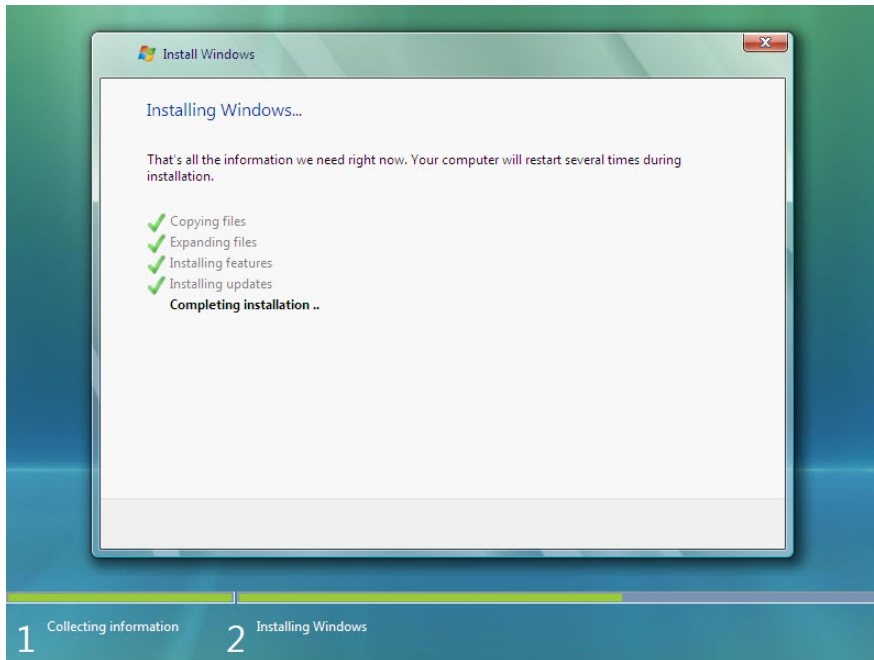 Install Windows
Installing Windows...
That's all the information we need right now. Your computer will restart several times during
installation.
Copying files
Expanding files
Installing features
Installing updates
Completing installation ..
1 Collecting information
2 Installing Windows